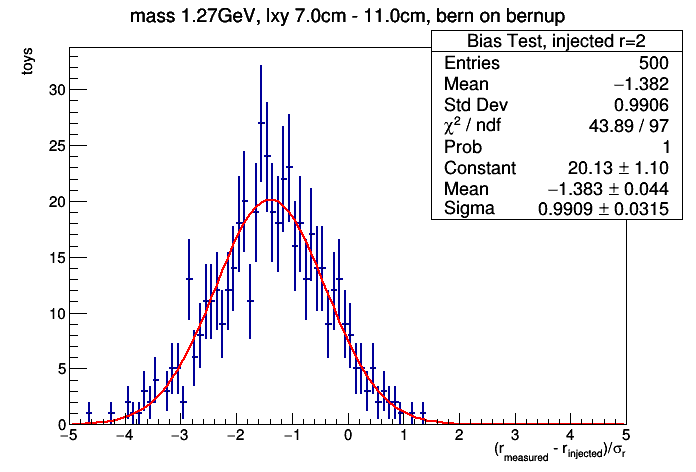 mass 1.27GeV, lxy 7.0cm - 11.0cm, bern on bernup
toys
Bias Test, injected r=2
Entries 500
Mean −1.382
Std Dev 0.9906
χ² / ndf 43.89 / 97
Prob 1
Constant 20.13 ± 1.10
Mean −1.383 ± 0.044
Sigma 0.9909 ± 0.0315
30
25
20
15
10
5
0
−5 −4 −3 −2 −1 0 1 2 3 4 5
(r_measured - r_injected)/σ_r